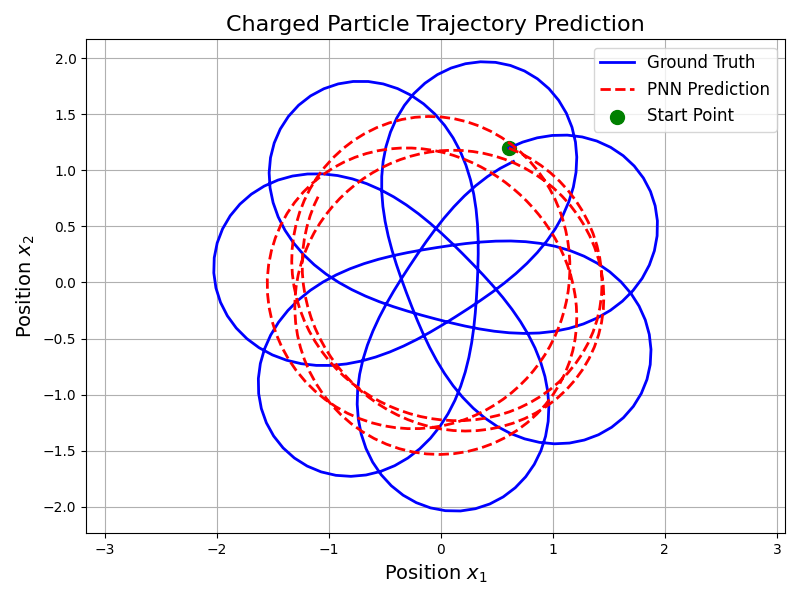 Charged Particle Trajectory Prediction
Ground Truth
PNN Prediction
Start Point
2.0
1.5
1.0
0.5
0.0
−0.5
−1.0
−1.5
−2.0
Position x₂
−3
−2
−1
0
1
2
3
Position x₁